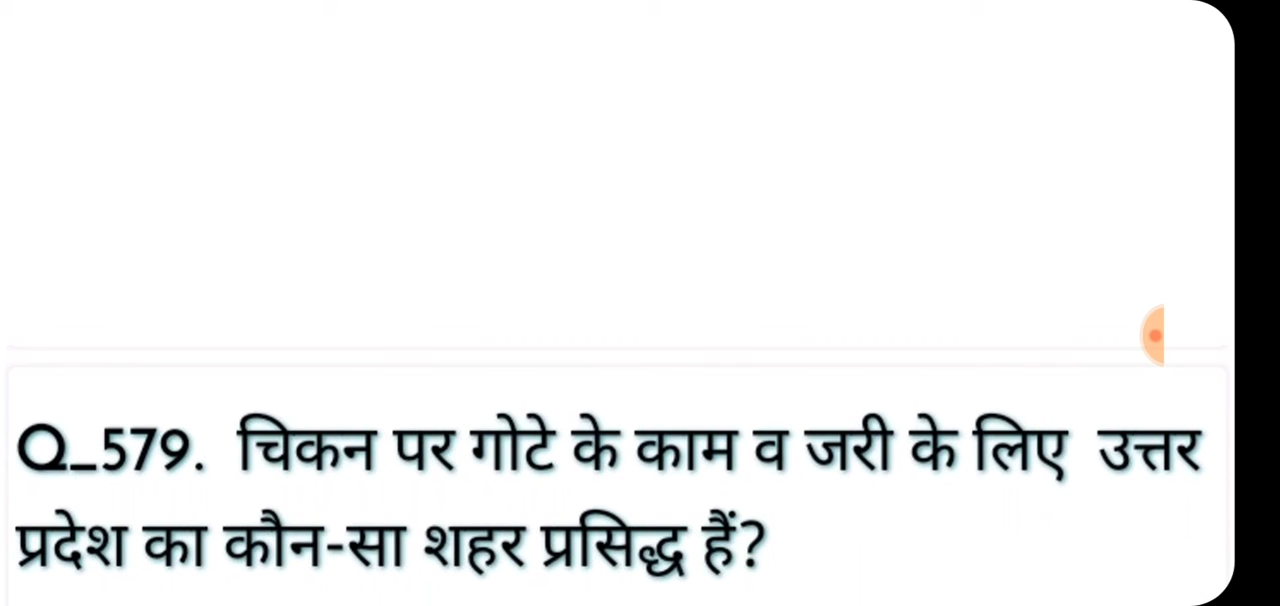 Q_579. चिकन पर गोटे के काम व जरी के लिए उत्तर
प्रदेश का कौन-सा शहर प्रसिद्ध हैं?